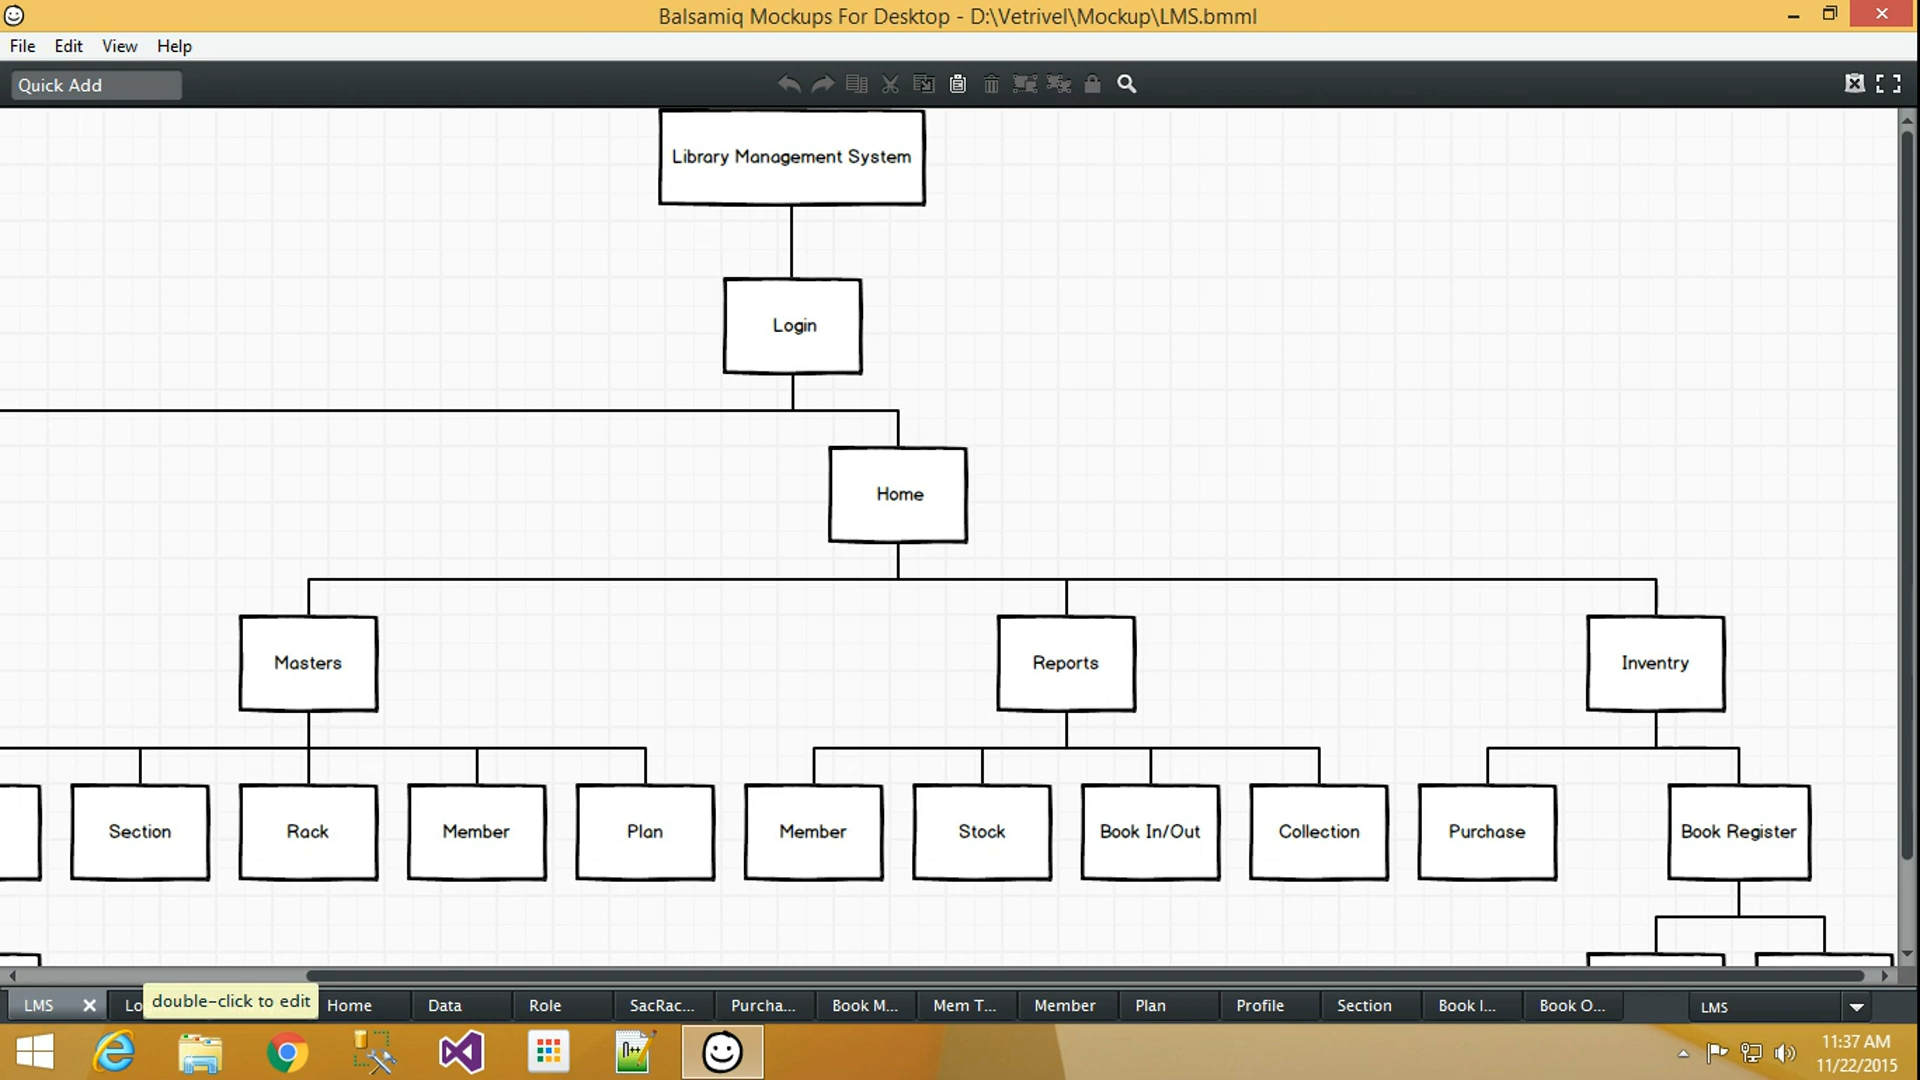 Balsamiq Mockups For Desktop - D:\Vetrivel\Mockup\LMS.bmml
File Edit View Help
Quick Add
Library Management System
Login
Home
Masters Reports Inventry
Section Rack Member Plan Member Stock Book In/Out Collection Purchase Book Register
double-click to edit
LMS Lo Home Data Role SacRac... Purcha... Book M... Mem T... Member Plan Profile Section Book I... Book O... LMS
11:37 AM
11/22/2015